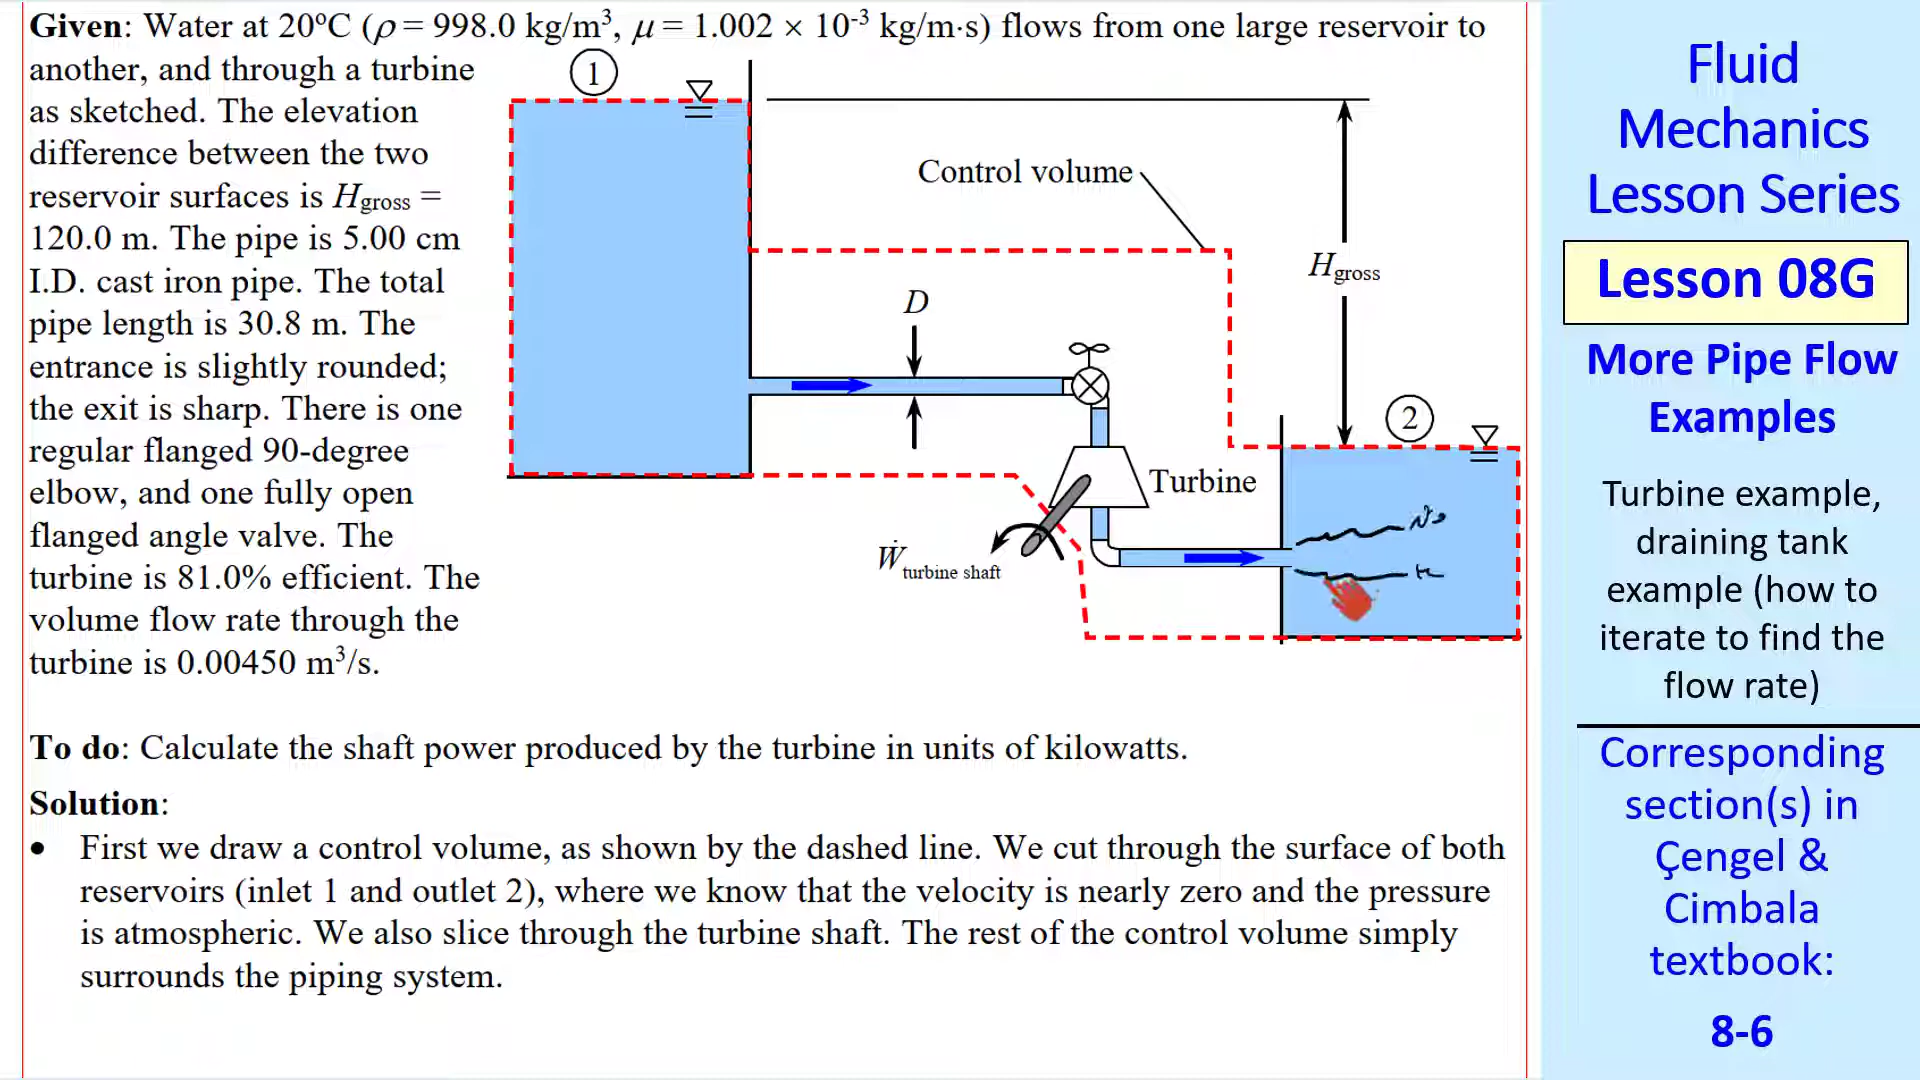 Given: Water at 20°C (ρ = 998.0 kg/m³, μ = 1.002 × 10⁻³ kg/m·s) flows from one large reservoir to
another, and through a turbine
as sketched. The elevation
difference between the two
reservoir surfaces is Hgross =
120.0 m. The pipe is 5.00 cm
I.D. cast iron pipe. The total
pipe length is 30.8 m. The
entrance is slightly rounded;
the exit is sharp. There is one
regular flanged 90-degree
elbow, and one fully open
flanged angle valve. The
turbine is 81.0% efficient. The
volume flow rate through the
turbine is 0.00450 m³/s.
1
Control volume
Hgross
D
2
Turbine
Ẇturbine shaft
To do: Calculate the shaft power produced by the turbine in units of kilowatts.
Solution:
• First we draw a control volume, as shown by the dashed line. We cut through the surface of both
reservoirs (inlet 1 and outlet 2), where we know that the velocity is nearly zero and the pressure
is atmospheric. We also slice through the turbine shaft. The rest of the control volume simply
surrounds the piping system.
Fluid
Mechanics
Lesson Series
Lesson 08G
More Pipe Flow
Examples
Turbine example,
draining tank
example (how to
iterate to find the
flow rate)
Corresponding
section(s) in
Çengel &
Cimbala
textbook:
8-6